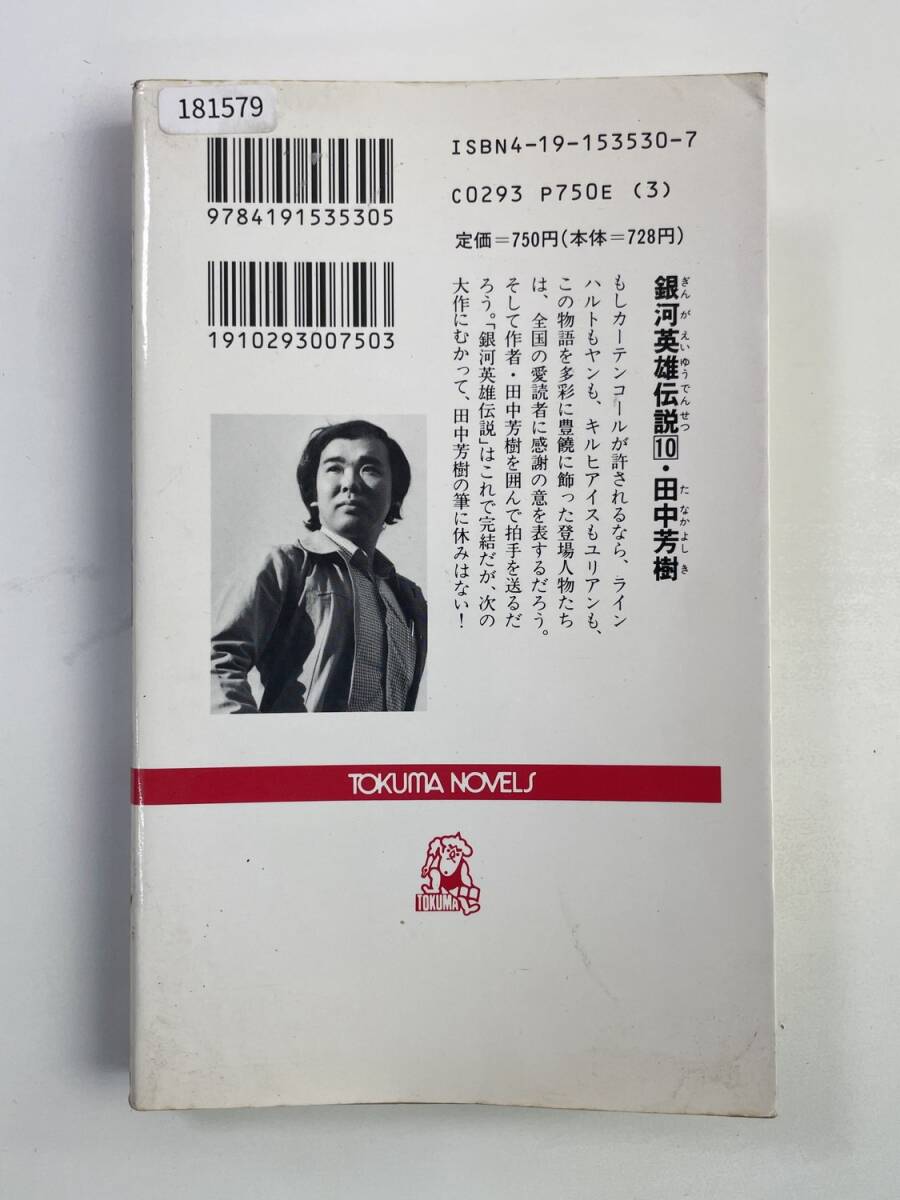 181579
ISBN4-19-153530-7
C0293 P750E (3)
定価=750円(本体=728円)
9784191535305
1910293007503
銀河英雄伝説10・田中芳樹
ぎんがえいゆうでんせつ
たなかよしき
もしカーテンコールが許されるなら、ライン
ハルトもヤンも、キルヒアイスもユリアンも、
この物語を多彩に豊饒に飾った登場人物たち
は、全国の愛読者に感謝の意を表するだろう。
そして作者・田中芳樹を囲んで拍手を送るだ
ろう。「銀河英雄伝説」はこれで完結だが、次の
大作にむかって、田中芳樹の筆に休みはない!
TOKUMA NOVELS
TOKUMA